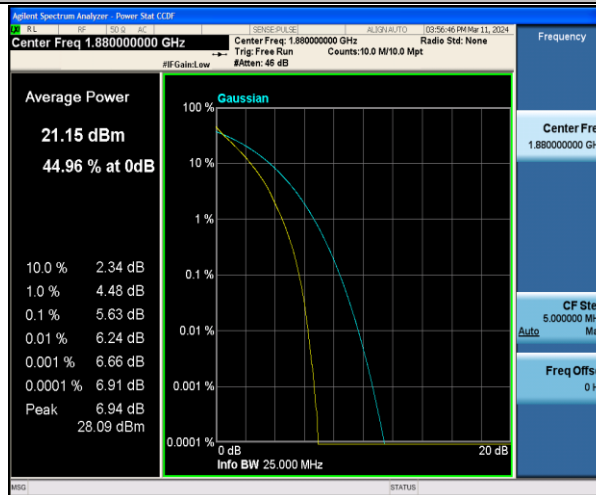 Agilent Spectrum Analyzer - Power Stat CCDF
RL RF 50 Ω AC SENSE:PULSE ALIGN AUTO 03:56:46 PM Mar 11, 2024
Center Freq 1.880000000 GHz
Center Freq: 1.880000000 GHz Radio Std: None
Trig: Free Run Counts:10.0 M/10.0 Mpt
#IFGain:Low #Atten: 46 dB
Frequency
Average Power
21.15 dBm
44.96 % at 0dB
10.0 % 2.34 dB
1.0 % 4.48 dB
0.1 % 5.63 dB
0.01 % 6.24 dB
0.001 % 6.66 dB
0.0001 % 6.91 dB
Peak 6.94 dB
28.09 dBm
Gaussian
100 %
10 %
1 %
0.1 %
0.01 %
0.001 %
0.0001 %
0 dB 20 dB
Info BW 25.000 MHz
Center Fre
1.880000000 GH
CF Ste
5.000000 MH
Auto Ma
Freq Offs
0 H
MSG STATUS